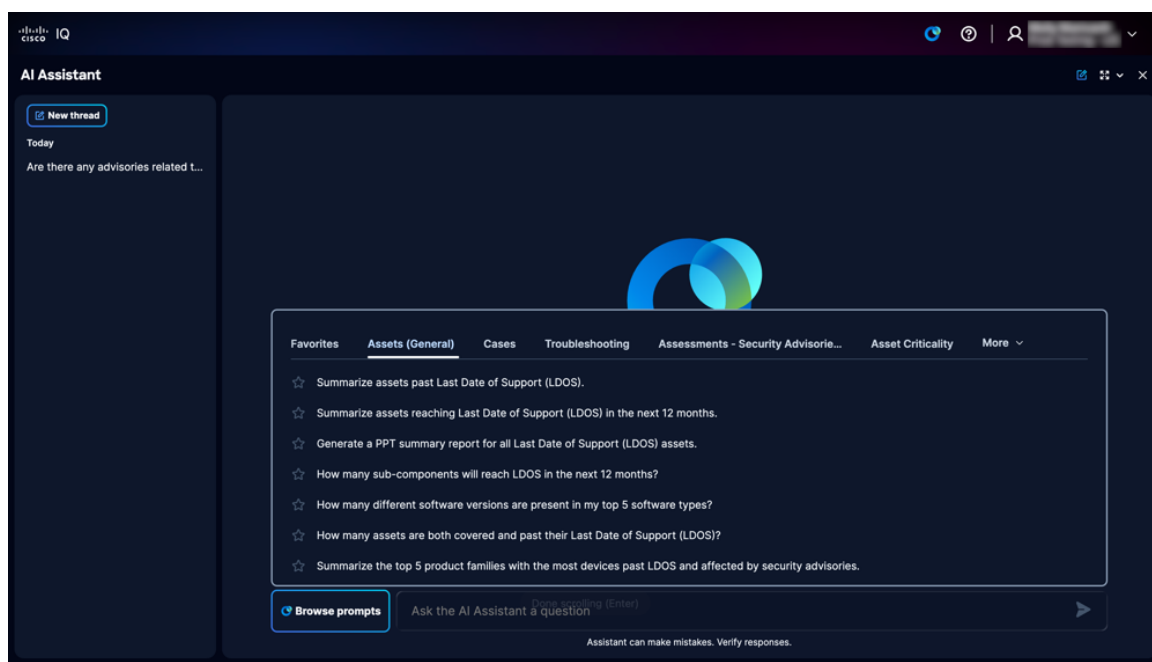 cisco IQ
AI Assistant
New thread
Today
Are there any advisories related t...
Favorites Assets (General) Cases Troubleshooting Assessments - Security Advisorie... Asset Criticality More
Summarize assets past Last Date of Support (LDOS).
Summarize assets reaching Last Date of Support (LDOS) in the next 12 months.
Generate a PPT summary report for all Last Date of Support (LDOS) assets.
How many sub-components will reach LDOS in the next 12 months?
How many different software versions are present in my top 5 software types?
How many assets are both covered and past their Last Date of Support (LDOS)?
Summarize the top 5 product families with the most devices past LDOS and affected by security advisories.
Done scrolling (Enter)
Browse prompts Ask the AI Assistant a question
Assistant can make mistakes. Verify responses.